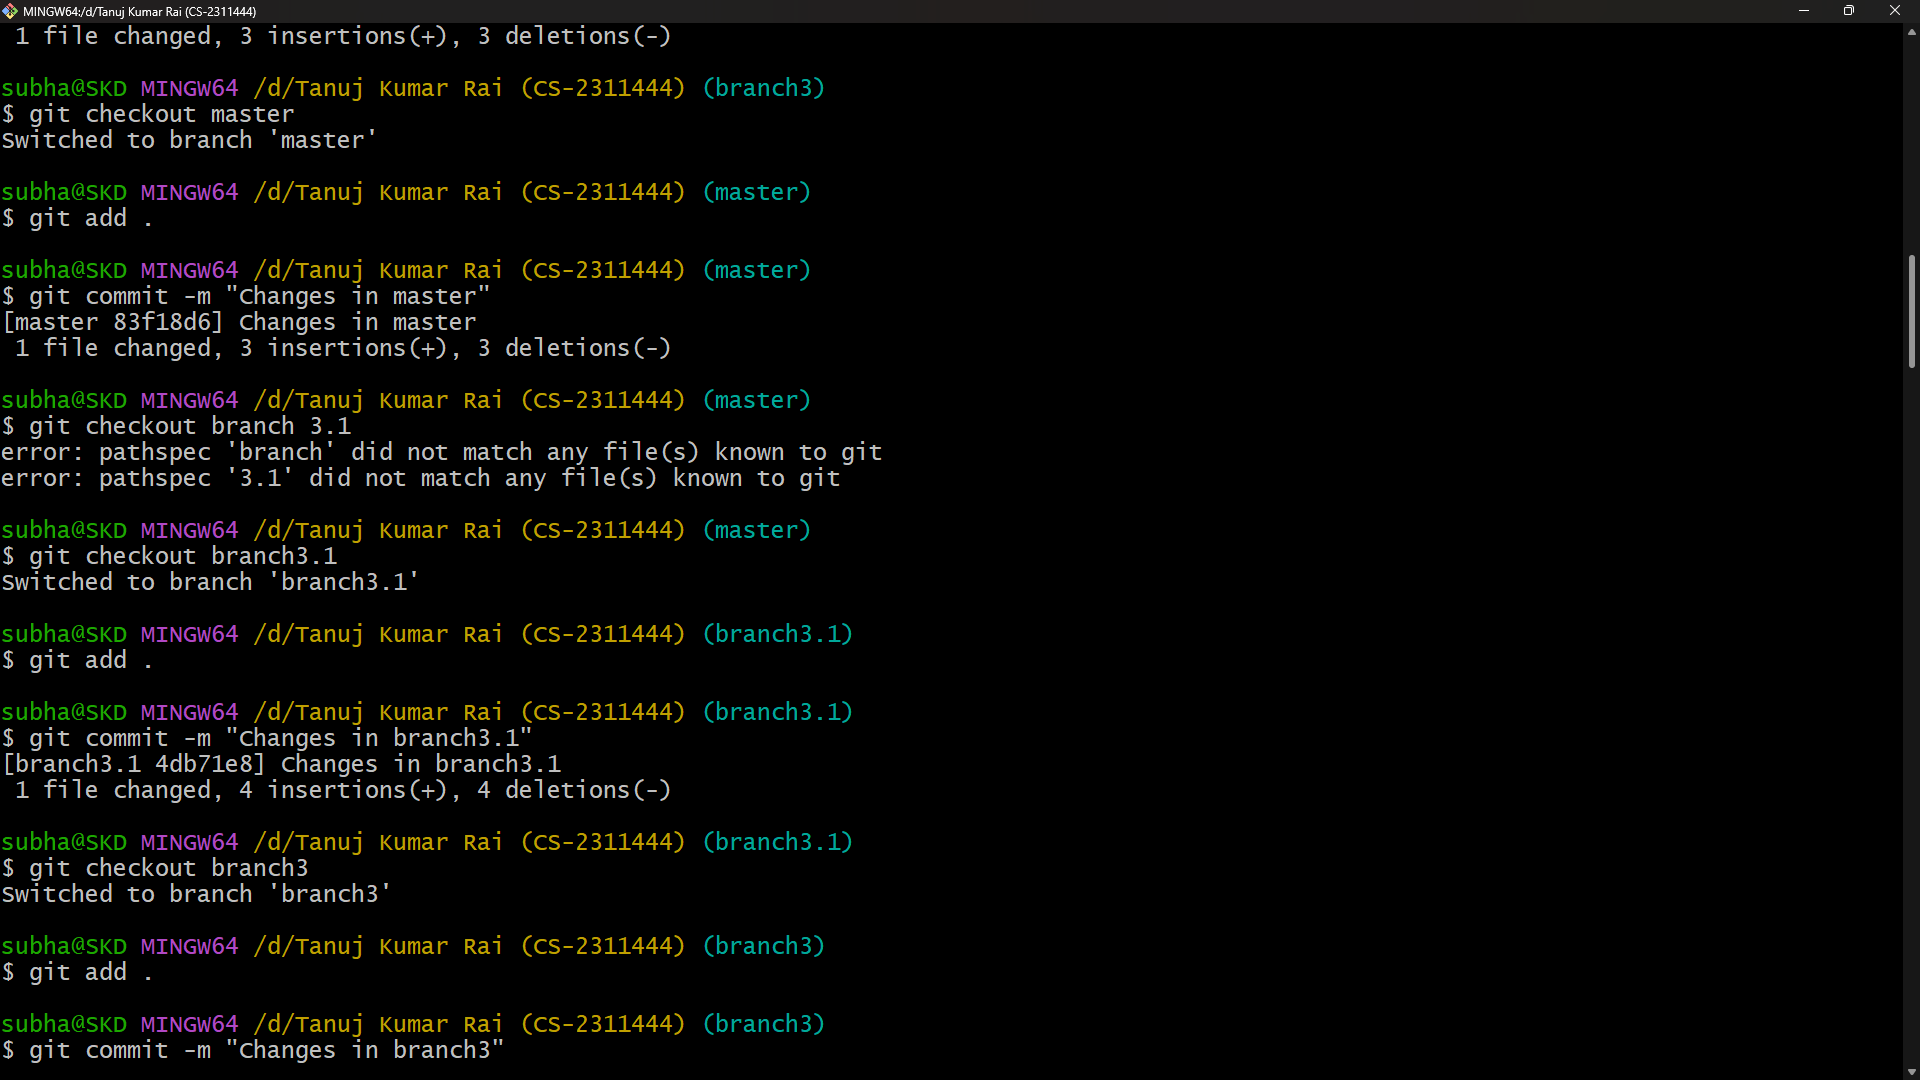 MINGW64:/d/Tanuj Kumar Rai (CS-2311444)
1 file changed, 3 insertions(+), 3 deletions(-)
subha@SKD MINGW64 /d/Tanuj Kumar Rai (CS-2311444) (branch3)
$ git checkout master
Switched to branch 'master'
subha@SKD MINGW64 /d/Tanuj Kumar Rai (CS-2311444) (master)
$ git add .
subha@SKD MINGW64 /d/Tanuj Kumar Rai (CS-2311444) (master)
$ git commit -m "Changes in master"
[master 83f18d6] Changes in master
1 file changed, 3 insertions(+), 3 deletions(-)
subha@SKD MINGW64 /d/Tanuj Kumar Rai (CS-2311444) (master)
$ git checkout branch 3.1
error: pathspec 'branch' did not match any file(s) known to git
error: pathspec '3.1' did not match any file(s) known to git
subha@SKD MINGW64 /d/Tanuj Kumar Rai (CS-2311444) (master)
$ git checkout branch3.1
Switched to branch 'branch3.1'
subha@SKD MINGW64 /d/Tanuj Kumar Rai (CS-2311444) (branch3.1)
$ git add .
subha@SKD MINGW64 /d/Tanuj Kumar Rai (CS-2311444) (branch3.1)
$ git commit -m "Changes in branch3.1"
[branch3.1 4db71e8] Changes in branch3.1
1 file changed, 4 insertions(+), 4 deletions(-)
subha@SKD MINGW64 /d/Tanuj Kumar Rai (CS-2311444) (branch3.1)
$ git checkout branch3
Switched to branch 'branch3'
subha@SKD MINGW64 /d/Tanuj Kumar Rai (CS-2311444) (branch3)
$ git add .
subha@SKD MINGW64 /d/Tanuj Kumar Rai (CS-2311444) (branch3)
$ git commit -m "Changes in branch3"